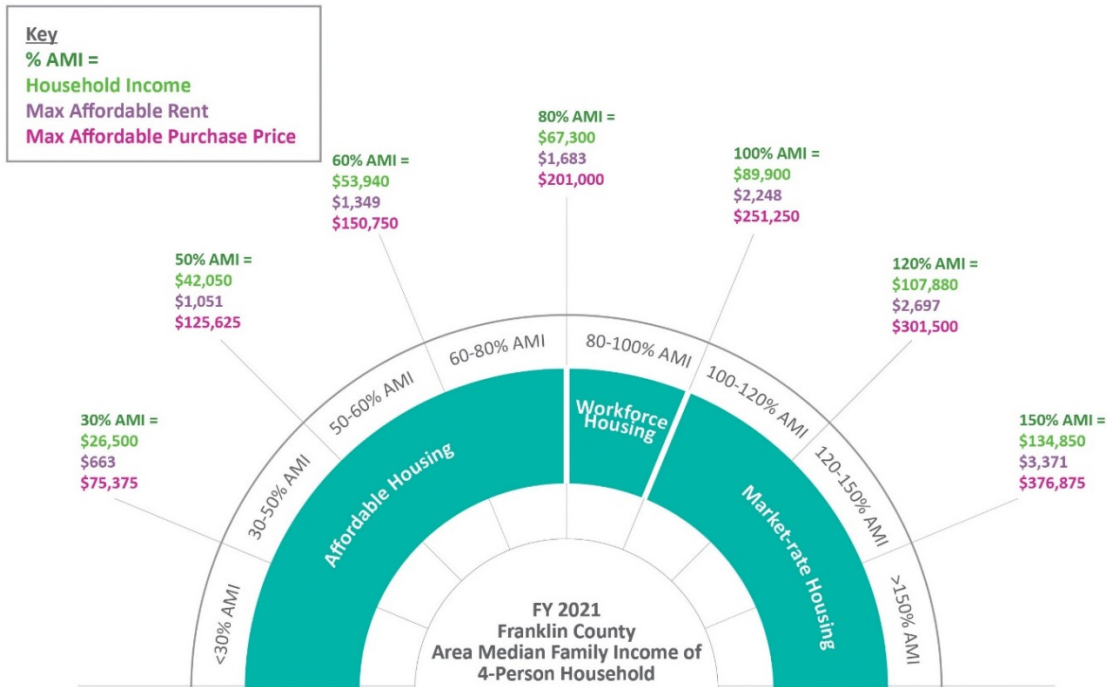 Key
% AMI =
Household Income
Max Affordable Rent
Max Affordable Purchase Price
30% AMI =
$26,500
$663
$75,375
50% AMI =
$42,050
$1,051
$125,625
60% AMI =
$53,940
$1,349
$150,750
80% AMI =
$67,300
$1,683
$201,000
100% AMI =
$89,900
$2,248
$251,250
120% AMI =
$107,880
$2,697
$301,500
150% AMI =
$134,850
$3,371
$376,875
<30% AMI
30-50% AMI
50-60% AMI
60-80% AMI
80-100% AMI
100-120% AMI
120-150% AMI
>150% AMI
Affordable Housing
Workforce
Housing
Market-rate Housing
FY 2021
Franklin County
Area Median Family Income of
4-Person Household